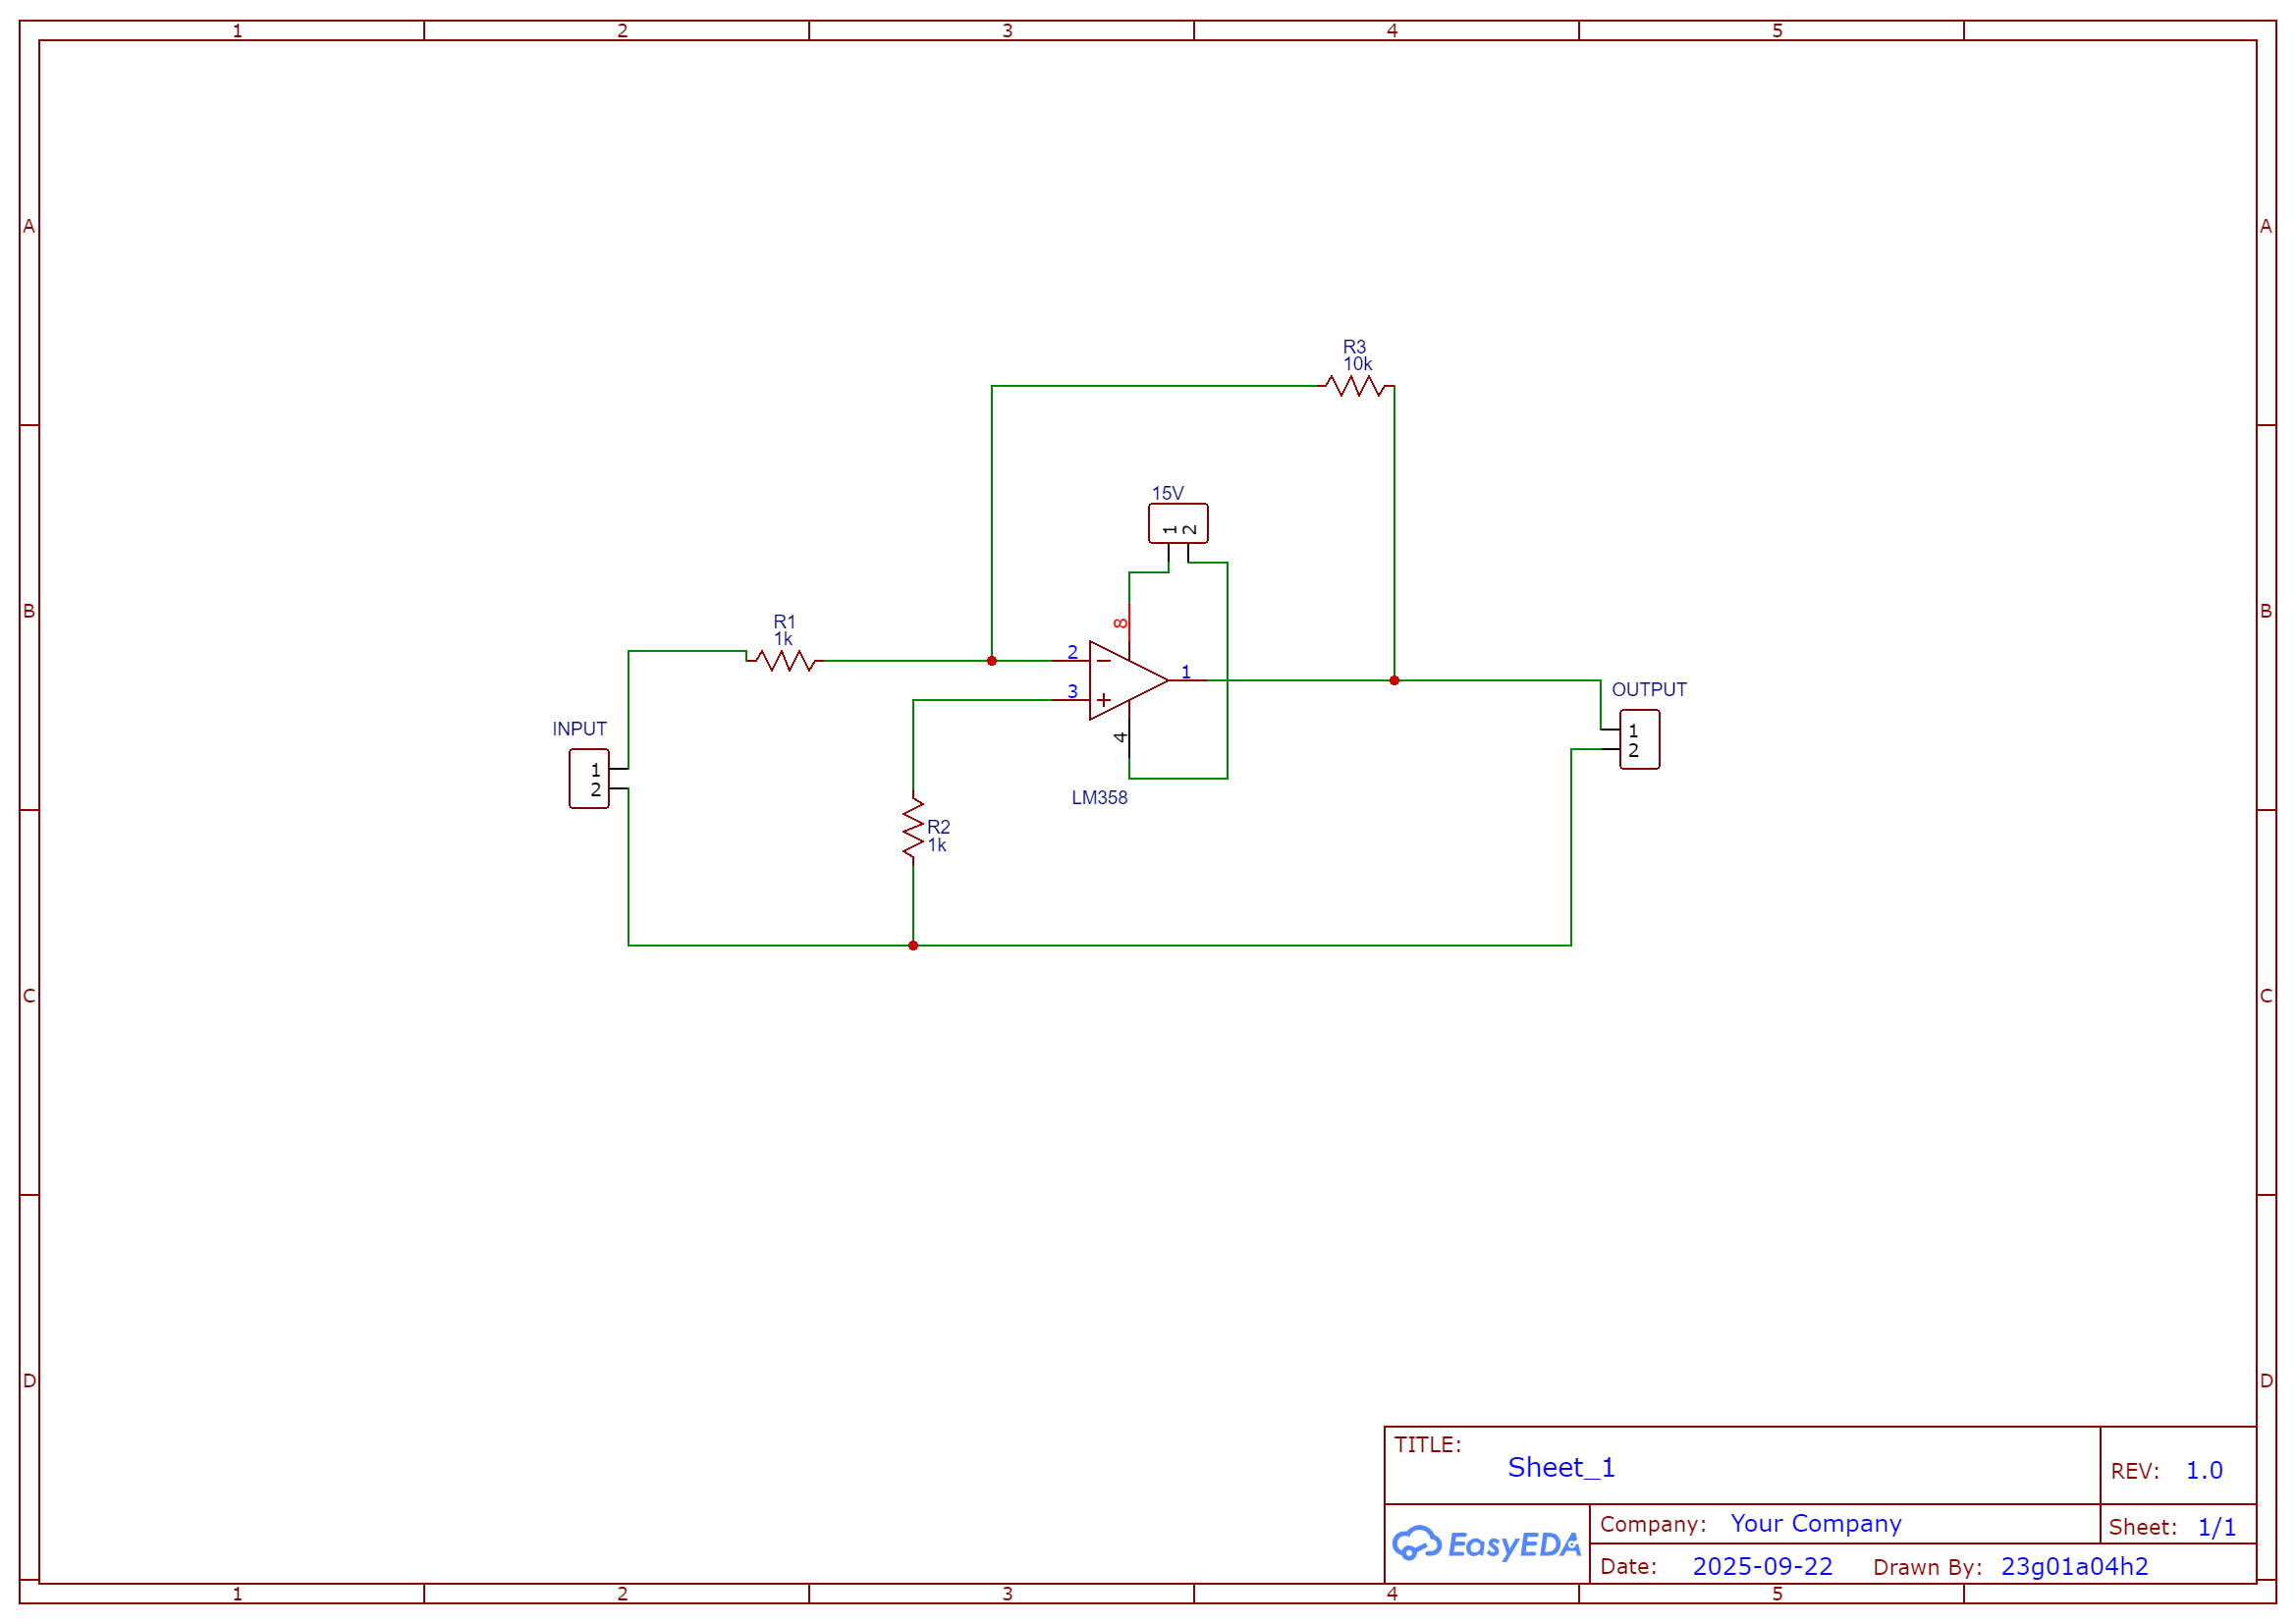 1 2 3 4 5
A A
R3
10k
15V
1 2
8
R1
1k
2
1
3
OUTPUT
INPUT
1
2
4
1
2
LM358
R2
1k
B B
C C
D D
TITLE:
Sheet_1
REV: 1.0
EasyEDA
Company: Your Company
Sheet: 1/1
Date: 2025-09-22 Drawn By: 23g01a04h2
1 2 3 4 5